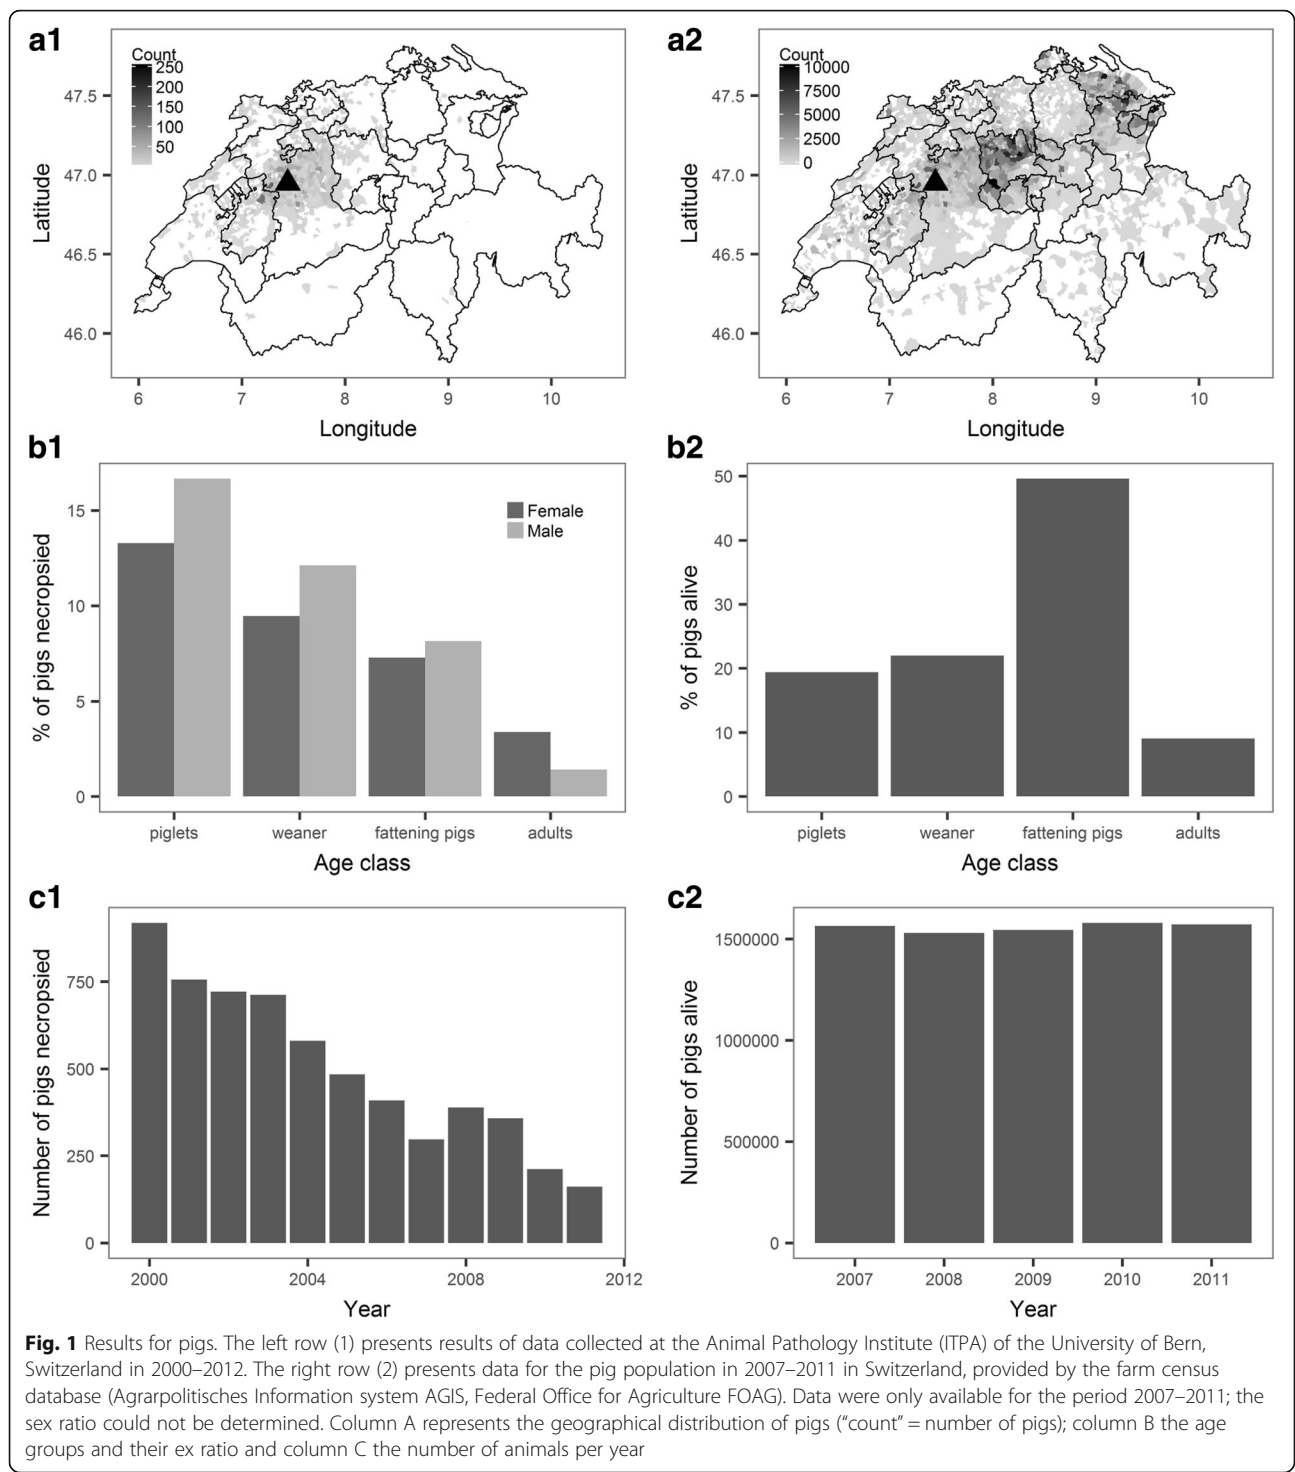 a1
Count
250
200
150
100
50
47.5
47.0
46.5
46.0
Latitude
6 7 8 9 10
Longitude
a2
Count
10000
7500
5000
2500
0
47.5
47.0
46.5
46.0
Latitude
6 7 8 9 10
Longitude
b1
15
10
5
0
% of pigs necropsied
Female
Male
piglets weaner fattening pigs adults
Age class
b2
50
40
30
20
10
0
% of pigs alive
piglets weaner fattening pigs adults
Age class
c1
750
500
250
0
Number of pigs necropsied
2000 2004 2008 2012
Year
c2
1500000
1000000
500000
0
Number of pigs alive
2007 2008 2009 2010 2011
Year
Fig. 1 Results for pigs. The left row (1) presents results of data collected at the Animal Pathology Institute (ITPA) of the University of Bern,
Switzerland in 2000–2012. The right row (2) presents data for the pig population in 2007–2011 in Switzerland, provided by the farm census
database (Agrarpolitisches Information system AGIS, Federal Office for Agriculture FOAG). Data were only available for the period 2007–2011; the
sex ratio could not be determined. Column A represents the geographical distribution of pigs (“count” = number of pigs); column B the age
groups and their ex ratio and column C the number of animals per year